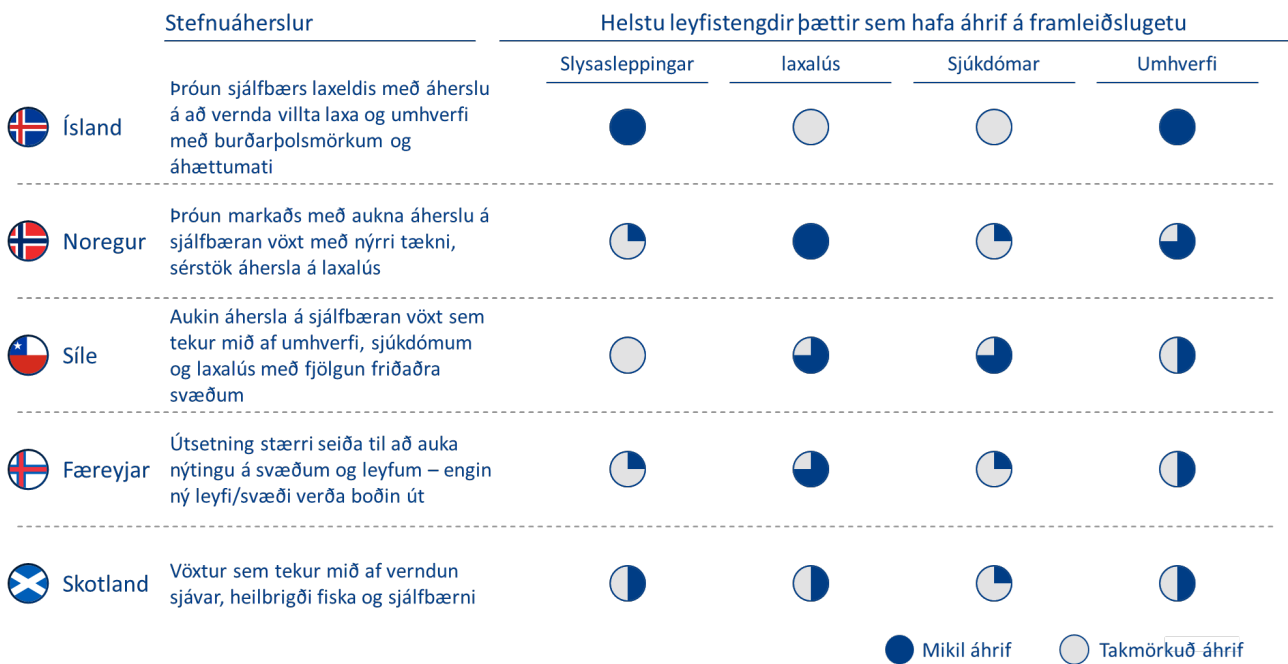 Stefnuáherslur
Helstu leyfistengdir þættir sem hafa áhrif á framleiðslugetu
Slysasleppingar
laxalús
Sjúkdómar
Umhverfi
Ísland
Þróun sjálfbærs laxeldis með áherslu
á að vernda villta laxa og umhverfi
með burðarþolsmörkum og
áhættumati
Noregur
Þróun markaðs með aukna áherslu á
sjálfbæran vöxt með nýrri tækni,
sérstök áhersla á laxalús
Síle
Aukin áhersla á sjálfbæran vöxt sem
tekur mið af umhverfi, sjúkdómum
og laxalús með fjölgun friðaðra
svæðum
Færeyjar
Útsetning stærri seiða til að auka
nýtingu á svæðum og leyfum – engin
ný leyfi/svæði verða boðin út
Skotland
Vöxtur sem tekur mið af verndun
sjávar, heilbrigði fiska og sjálfbærni
Mikil áhrif
Takmörkuð áhrif